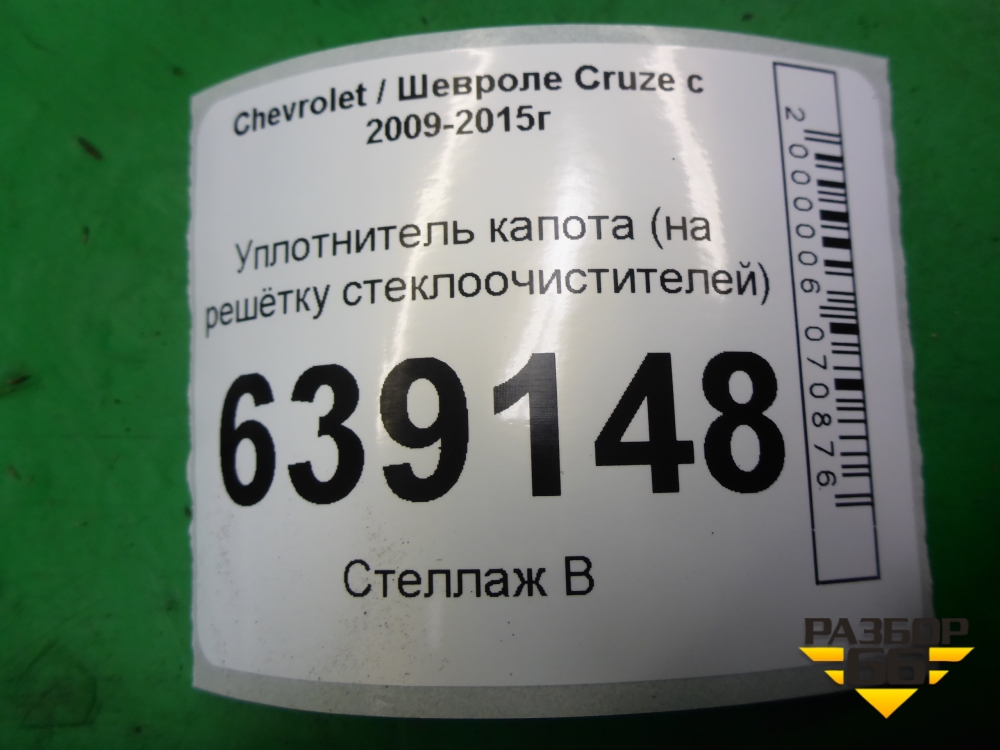 Chevrolet / Шевроле Cruze с
2009-2015г
Уплотнитель капота (на
решётку стеклоочистителей)
639148
Стеллаж В
2000006070876
РАЗБОР
66